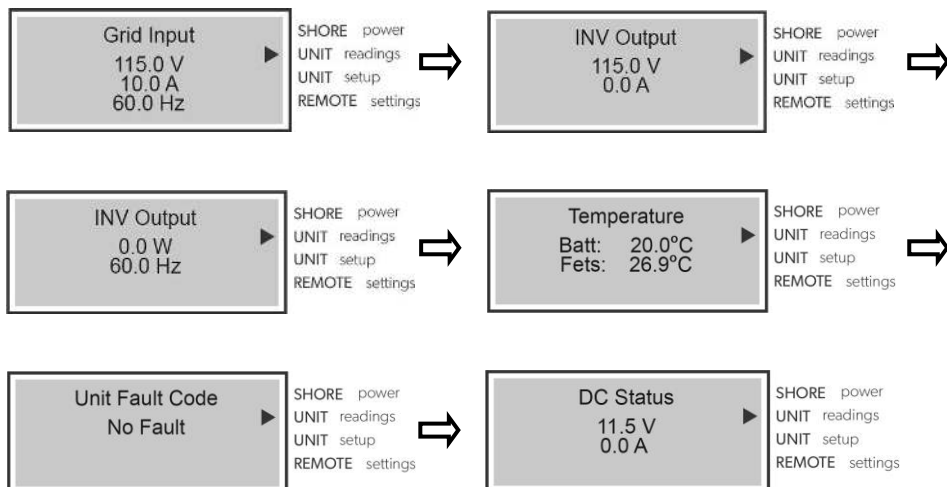 Grid Input
115.0 V
10.0 A
60.0 Hz
SHORE power
UNIT readings
UNIT setup
REMOTE settings
INV Output
115.0 V
0.0 A
SHORE power
UNIT readings
UNIT setup
REMOTE settings
INV Output
0.0 W
60.0 Hz
SHORE power
UNIT readings
UNIT setup
REMOTE settings
Temperature
Batt: 20.0°C
Fets: 26.9°C
SHORE power
UNIT readings
UNIT setup
REMOTE settings
Unit Fault Code
No Fault
SHORE power
UNIT readings
UNIT setup
REMOTE settings
DC Status
11.5 V
0.0 A
SHORE power
UNIT readings
UNIT setup
REMOTE settings